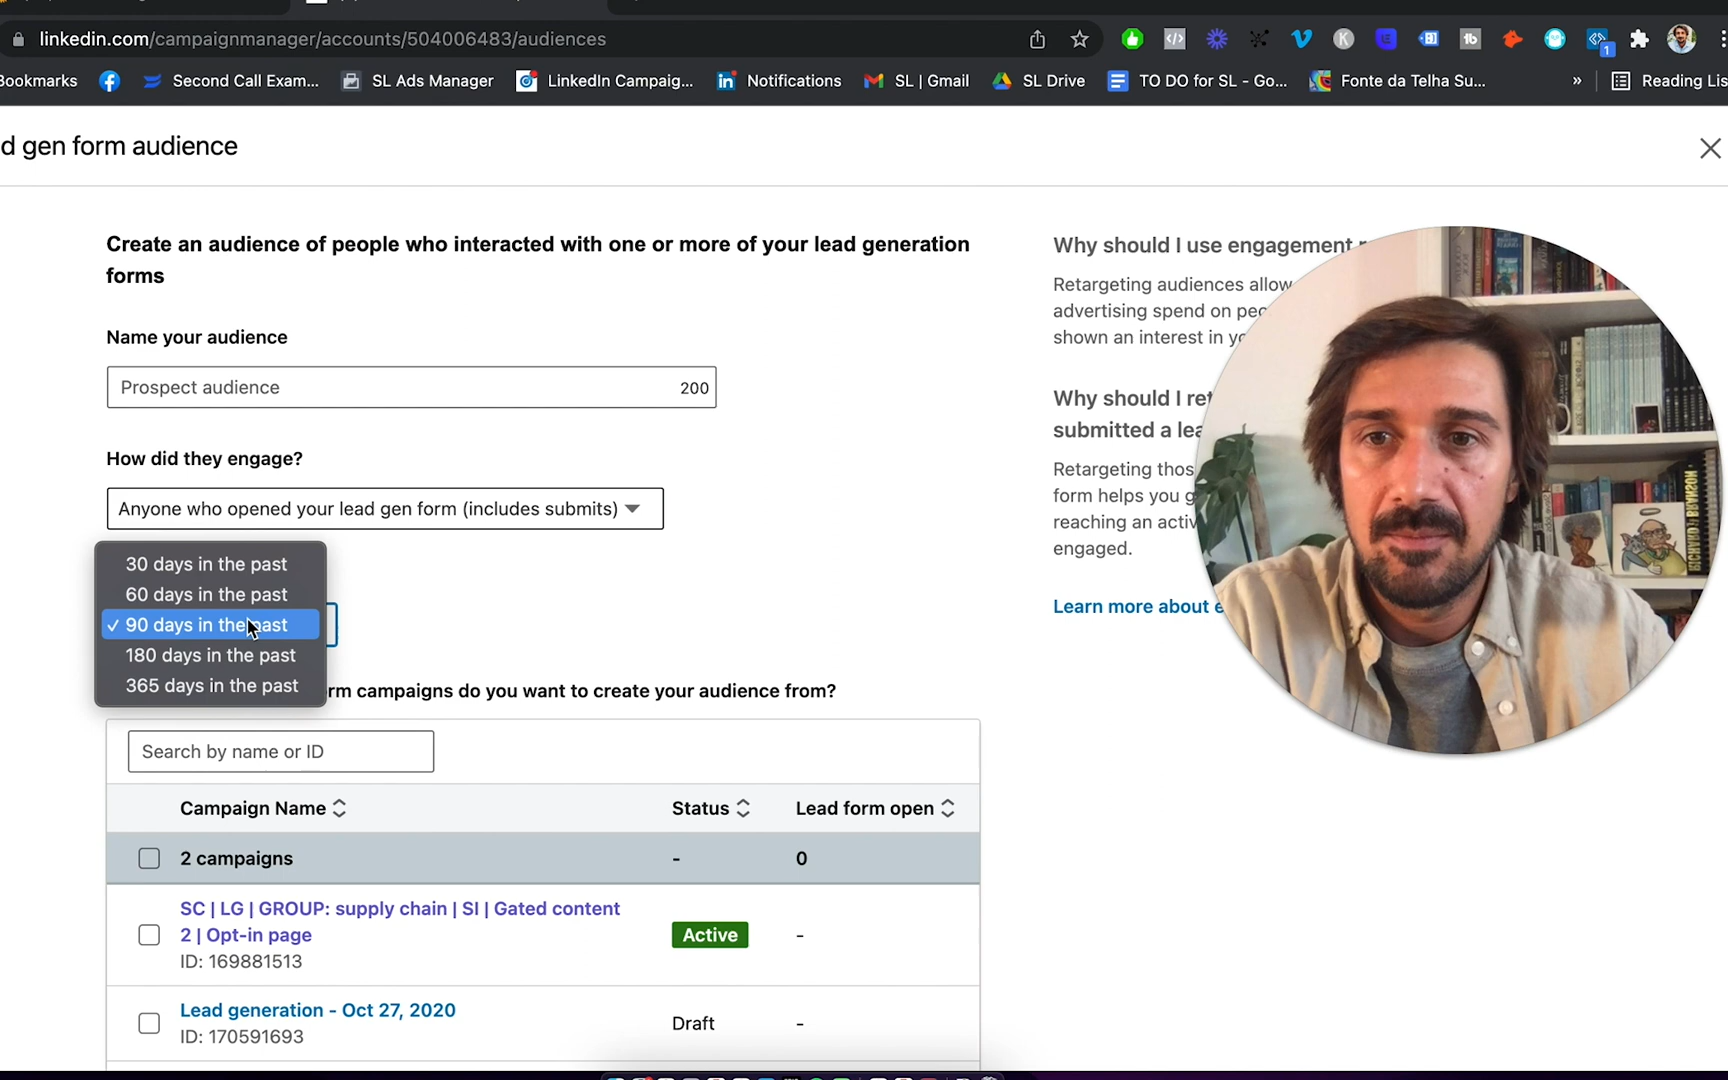 linkedin.com/campaignmanager/accounts/504006483/audiences
1
Bookmarks
Second Call Exam...
SL Ads Manager
LinkedIn Campaig...
Notifications
SL | Gmail
SL Drive
TO DO for SL - Go...
Fonte da Telha Su...
»
Reading Lis
d gen form audience
Create an audience of people who interacted with one or more of your lead generation
forms
Name your audience
Prospect audience
200
How did they engage?
Anyone who opened your lead gen form (includes submits)
30 days in the past
60 days in the past
✓ 90 days in the past
180 days in the past
365 days in the past
rm campaigns do you want to create your audience from?
Search by name or ID
Campaign Name
Status
Lead form open
2 campaigns
-
0
SC | LG | GROUP: supply chain | SI | Gated content
2 | Opt-in page
ID: 169881513
Active
-
Lead generation - Oct 27, 2020
ID: 170591693
Draft
-
Why should I use engagement
Retargeting audiences allow
advertising spend on peo
shown an interest in yo
Why should I ret
submitted a lea
Retargeting thos
form helps you g
reaching an activ
engaged.
Learn more about e
RICHARD BRANSON